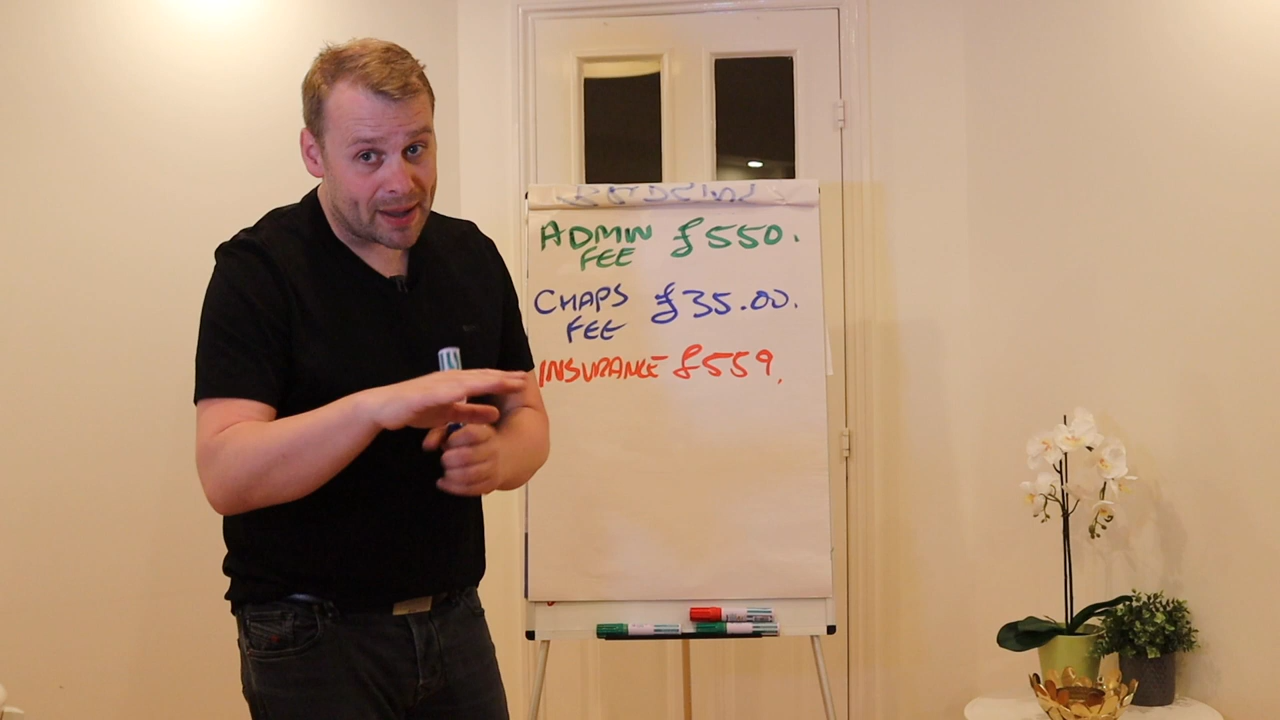 ADMIN £550.
FEE
CHAPS £35.00.
FEE
INSURANCE £559.